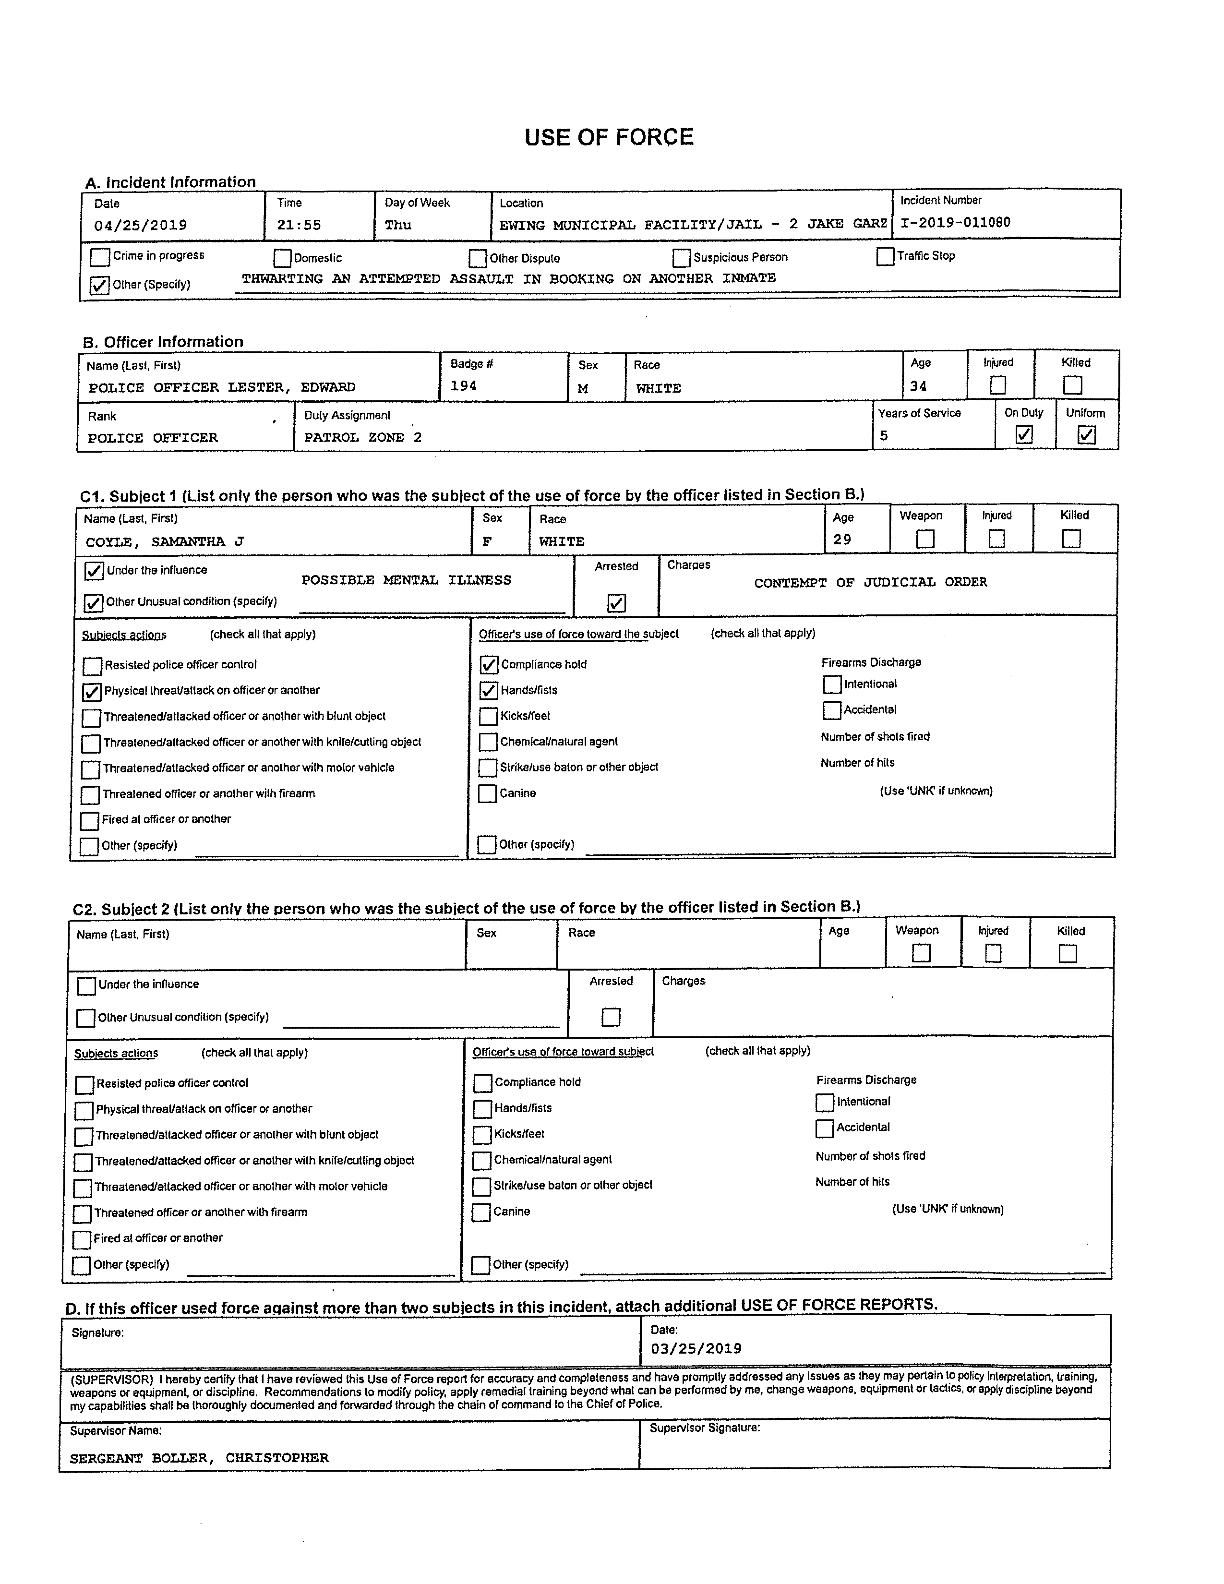 USE OF FORCE
A. Incident Information
Date Time Day of Week Location Incident Number
04/25/2019 21:55 Thu EWING MUNICIPAL FACILITY/JAIL - 2 JAKE GARZ I-2019-011080
Crime in progress Domestic Other Dispute Suspicious Person Traffic Stop
Other (Specify) THWARTING AN ATTEMPTED ASSAULT IN BOOKING ON ANOTHER INMATE
B. Officer Information
Name (Last, First) Badge # Sex Race Age Injured Killed
POLICE OFFICER LESTER, EDWARD 194 M WHITE 34
Rank Duty Assignment Years of Service On Duty Uniform
POLICE OFFICER PATROL ZONE 2 5
C1. Subject 1 (List only the person who was the subject of the use of force by the officer listed in Section B.)
Name (Last, First) Sex Race Age Weapon Injured Killed
COYLE, SAMANTHA J F WHITE 29
Under the influence Arrested Charges
POSSIBLE MENTAL ILLNESS CONTEMPT OF JUDICIAL ORDER
Other Unusual condition (specify)
Subjects actions (check all that apply) Officer's use of force toward the subject (check all that apply)
Resisted police officer control Compliance hold Firearms Discharge
Physical threat/attack on officer or another Hands/fists Intentional
Threatened/attacked officer or another with blunt object Kicks/feet Accidental
Threatened/attacked officer or another with knife/cutting object Chemical/natural agent Number of shots fired
Threatened/attacked officer or another with motor vehicle Strike/use baton or other object Number of hits
Threatened officer or another with firearm Canine (Use 'UNK' if unknown)
Fired at officer or another
Other (specify) Other (specify)
C2. Subject 2 (List only the person who was the subject of the use of force by the officer listed in Section B.)
Name (Last, First) Sex Race Age Weapon Injured Killed
Under the influence Arrested Charges
Other Unusual condition (specify)
Subjects actions (check all that apply) Officer's use of force toward subject (check all that apply)
Resisted police officer control Compliance hold Firearms Discharge
Physical threat/attack on officer or another Hands/fists Intentional
Threatened/attacked officer or another with blunt object Kicks/feet Accidental
Threatened/attacked officer or another with knife/cutting object Chemical/natural agent Number of shots fired
Threatened/attacked officer or another with motor vehicle Strike/use baton or other object Number of hits
Threatened officer or another with firearm Canine (Use 'UNK' if unknown)
Fired at officer or another
Other (specify) Other (specify)
D. If this officer used force against more than two subjects in this incident, attach additional USE OF FORCE REPORTS.
Signature: Date:
03/25/2019
(SUPERVISOR) I hereby certify that I have reviewed this Use of Force report for accuracy and completeness and have promptly addressed any issues as they may pertain to policy interpretation, training,
weapons or equipment, or discipline. Recommendations to modify policy, apply remedial training beyond what can be performed by me, change weapons, equipment or tactics, or apply discipline beyond
my capabilities shall be thoroughly documented and forwarded through the chain of command to the Chief of Police.
Supervisor Name: Supervisor Signature:
SERGEANT BOLLER, CHRISTOPHER